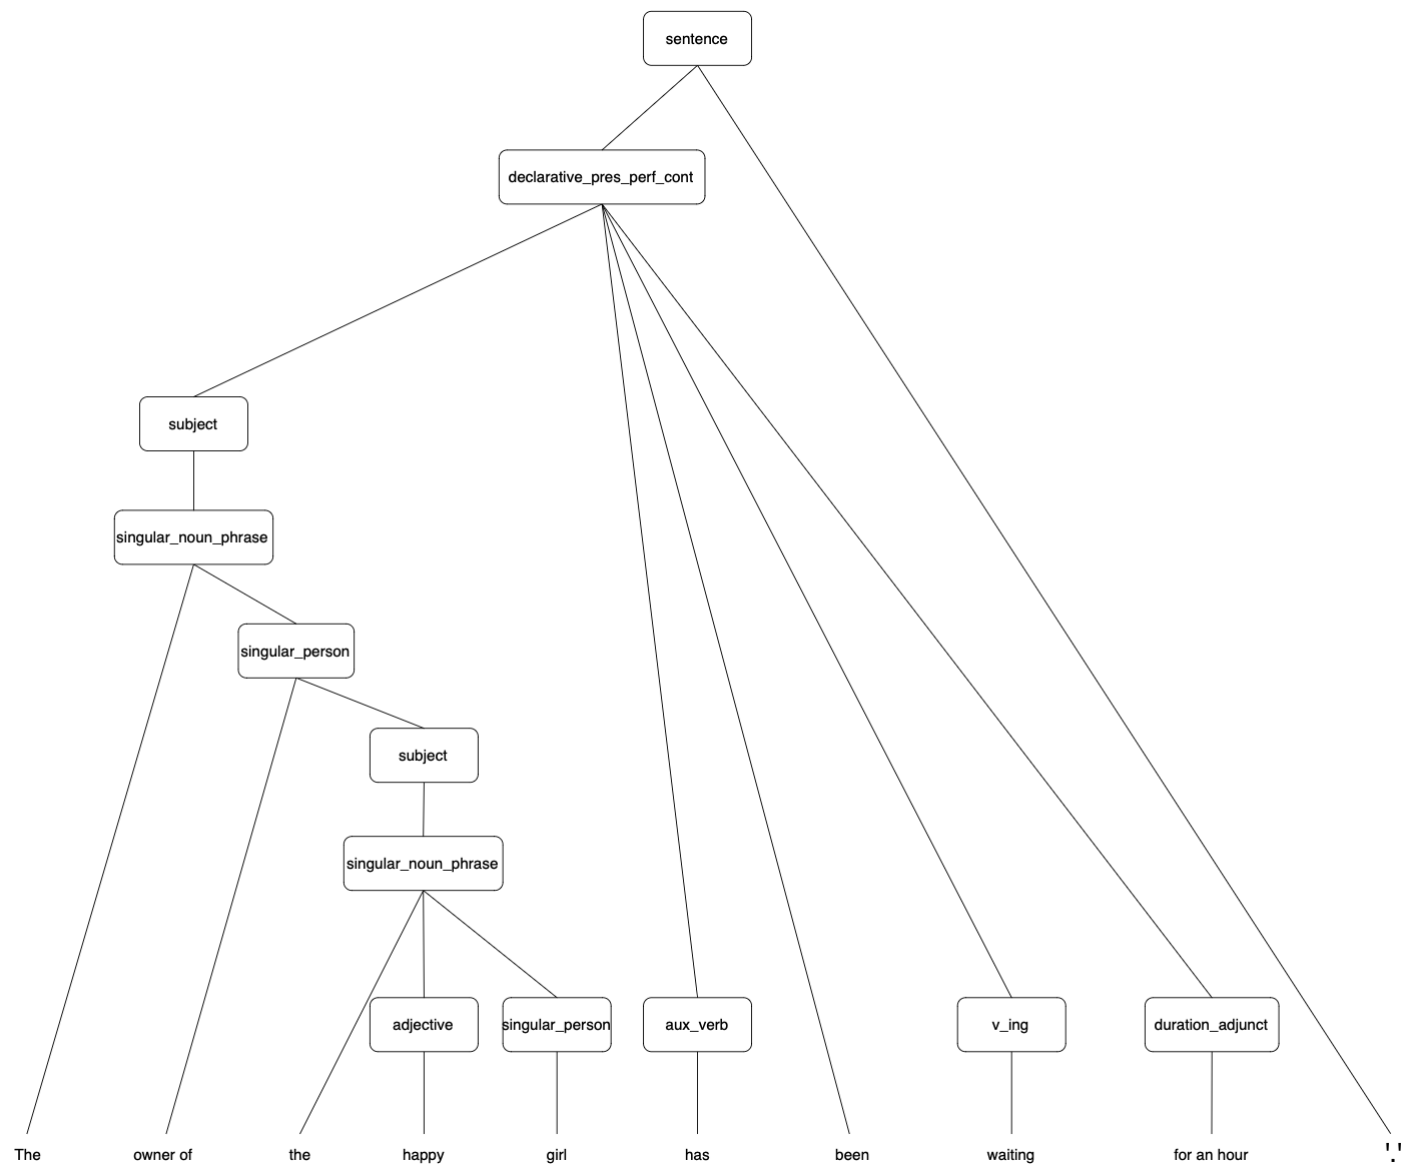 sentence
declarative_pres_perf_cont
subject
singular_noun_phrase
singular_person
subject
singular_noun_phrase
adjective singular_person aux_verb v_ing duration_adjunct
The owner of the happy girl has been waiting for an hour '.'